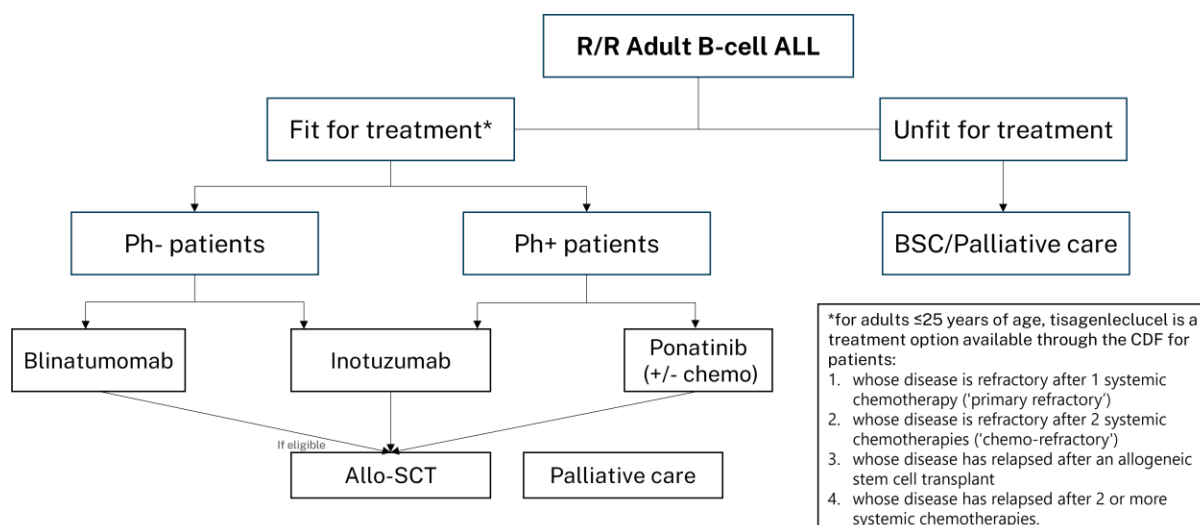 R/R Adult B-cell ALL
Fit for treatment*
Unfit for treatment
Ph- patients
Ph+ patients
BSC/Palliative care
Blinatumomab
Inotuzumab
Ponatinib
(+/- chemo)
If eligible
Allo-SCT
Palliative care
*for adults ≤25 years of age, tisagenleclucel is a
treatment option available through the CDF for
patients:
1. whose disease is refractory after 1 systemic
chemotherapy ('primary refractory')
2. whose disease is refractory after 2 systemic
chemotherapies ('chemo-refractory')
3. whose disease has relapsed after an allogeneic
stem cell transplant
4. whose disease has relapsed after 2 or more
systemic chemotherapies.